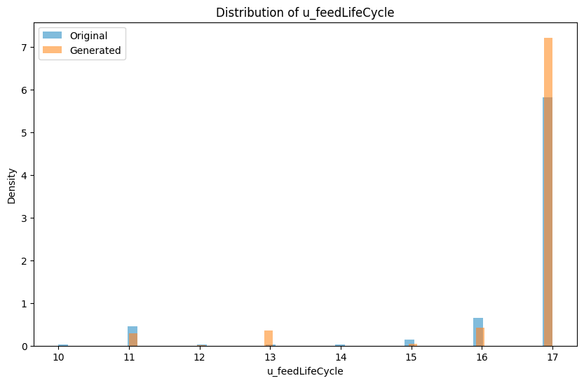 Distribution of u_feedLifeCycle
Original
Generated
Density
7
6
5
4
3
2
1
0
10 11 12 13 14 15 16 17
u_feedLifeCycle